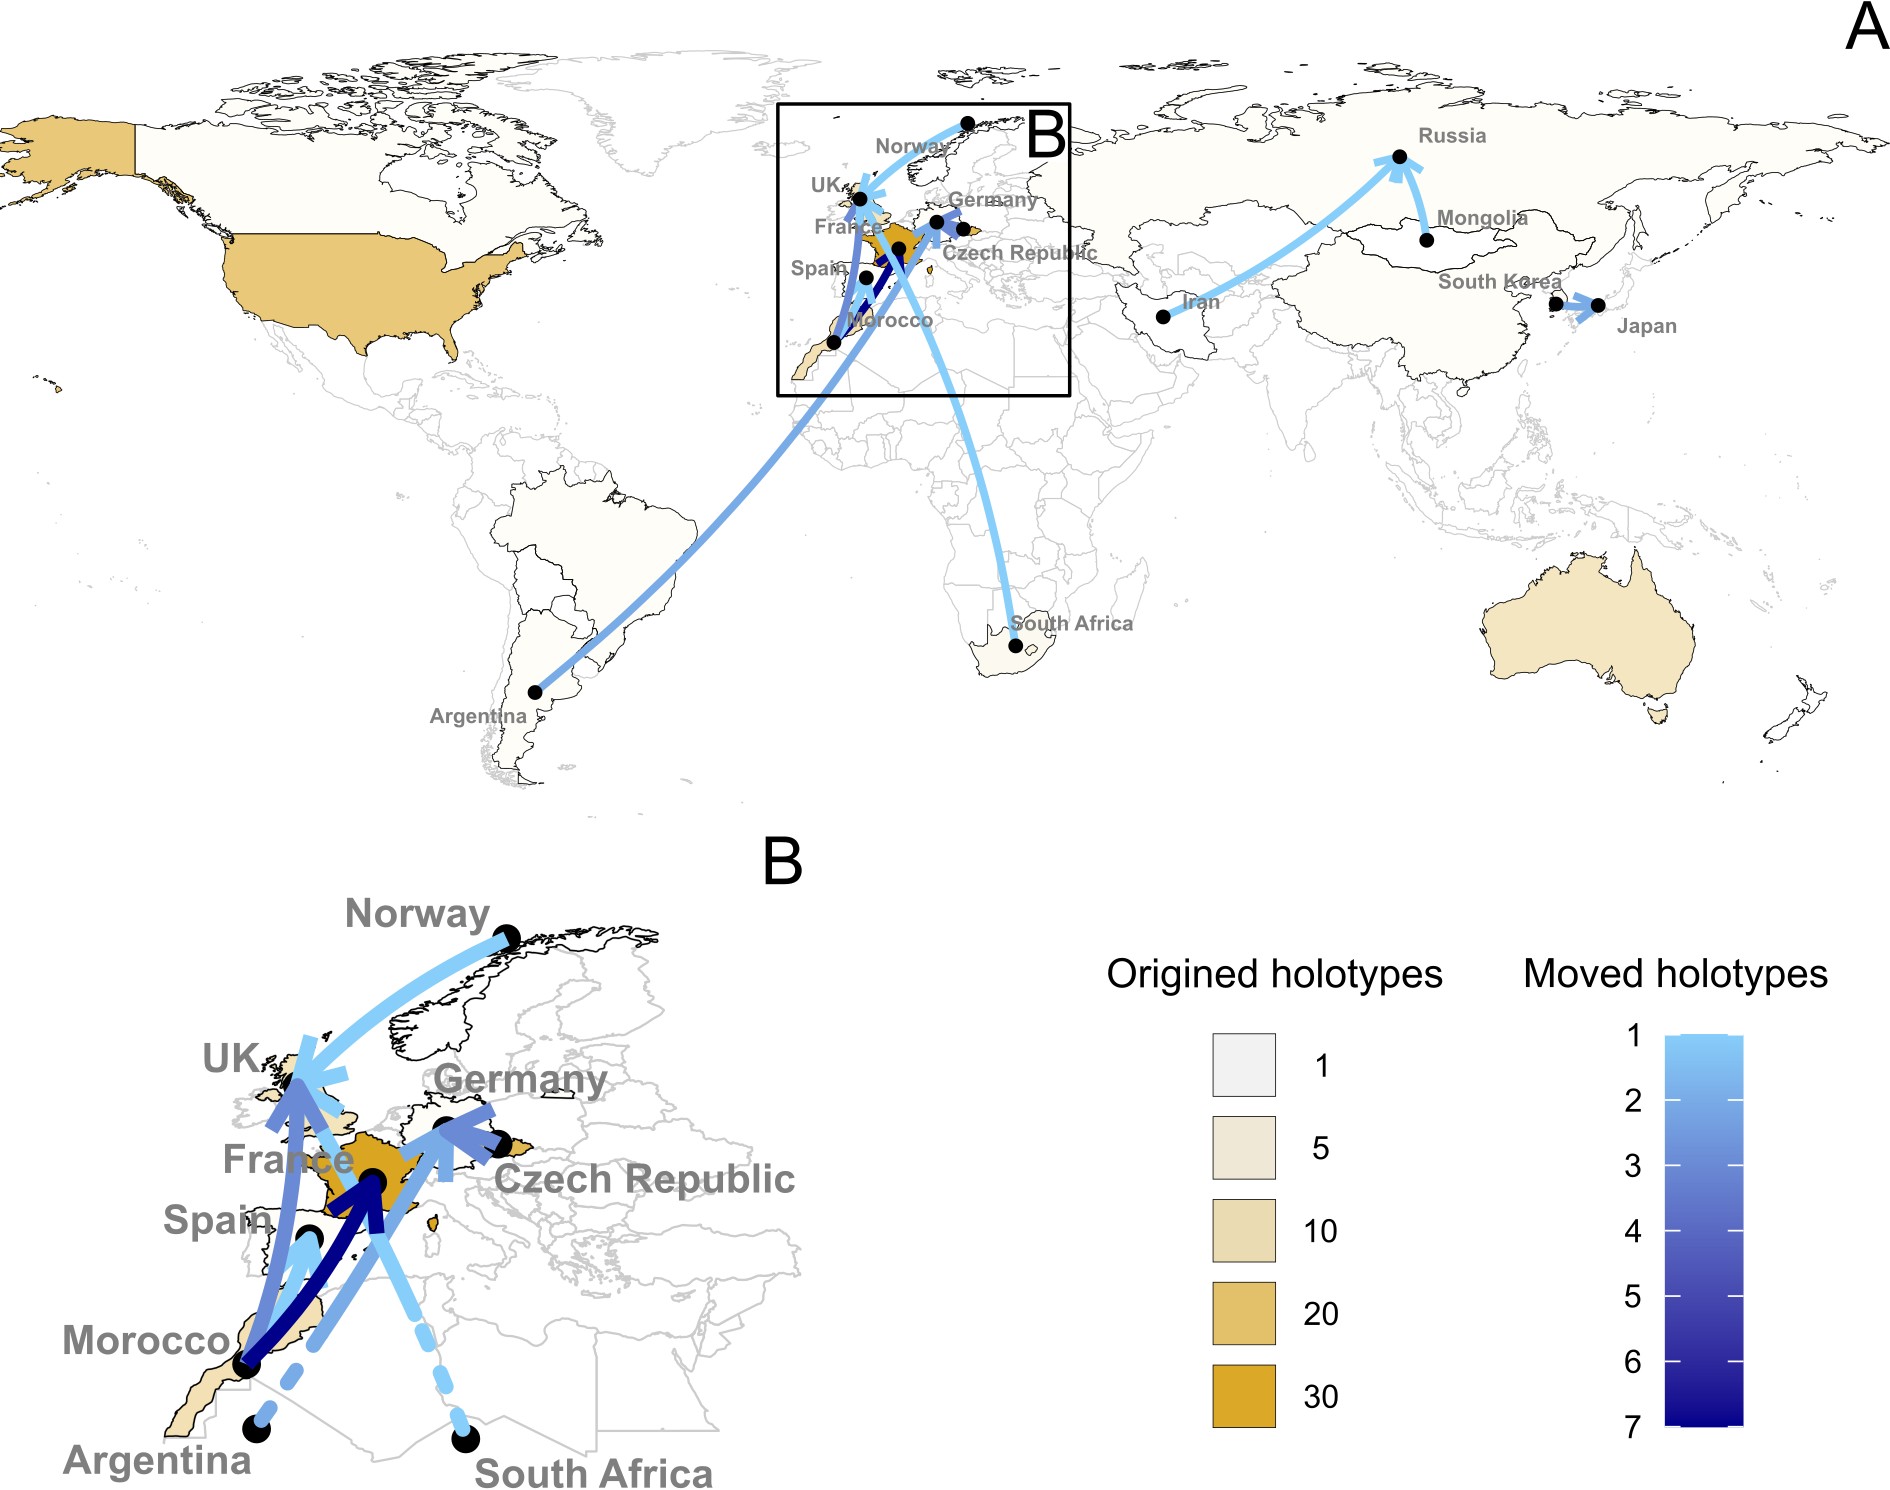 A
B
Norway
Russia
UK
Germany
France
Mongolia
Czech Republic
Spain
South Korea
Iran
Morocco
Japan
South Africa
Argentina
B
Norway
UK
Germany
France
Czech Republic
Spain
Morocco
Argentina
South Africa
Origined holotypes
1
5
10
20
30
Moved holotypes
1
2
3
4
5
6
7